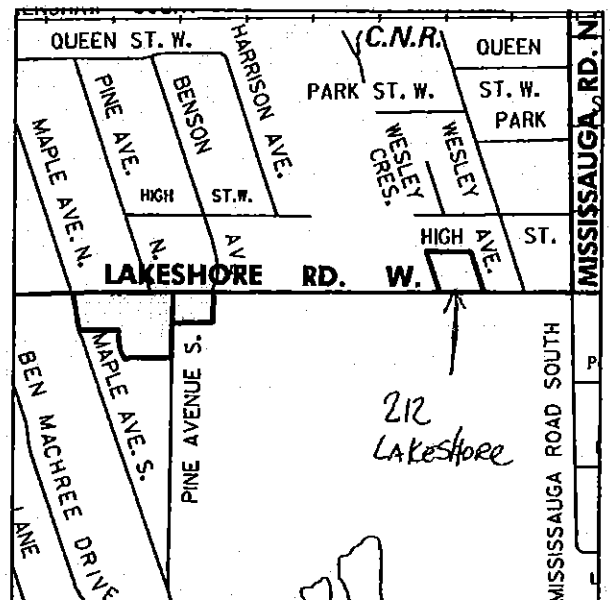 QUEEN ST. W.
C.N.R.
QUEEN
ST. W.
PARK ST. W.
PARK
HARRISON AVE.
PINE AVE.
BENSON
MAPLE AVE. N.
WESLEY
CRES.
WESLEY
AVE.
HIGH ST. W.
HIGH ST.
N.
AV
MISSISSAUGA RD. N
LAKESHORE RD. W.
MAPLE AVE. S.
PINE AVENUE S.
BEN MACHREE DRIVE
LANE
212
LAKESHORE
MISSISSAUGA ROAD SOUTH
P